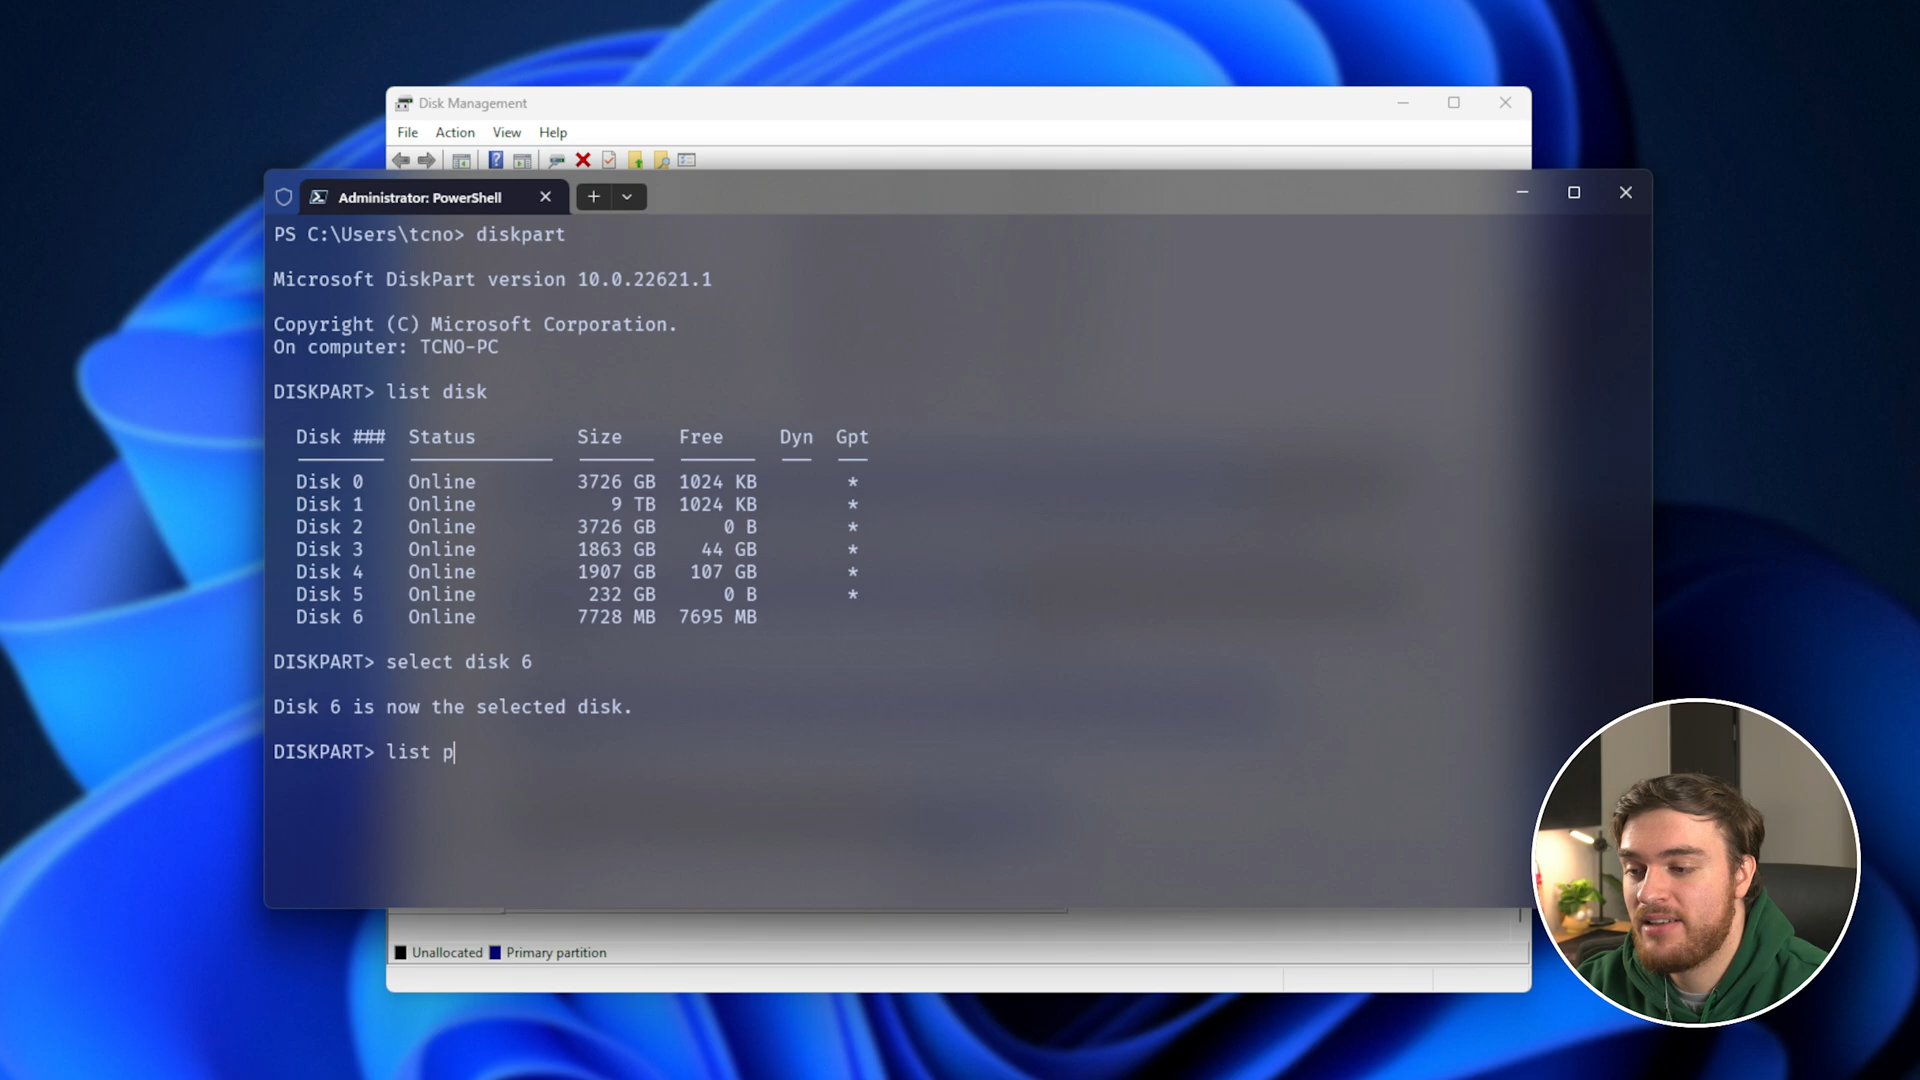 Disk Management
File Action View Help
Administrator: PowerShell
PS C:\Users\tcno> diskpart
Microsoft DiskPart version 10.0.22621.1
Copyright (C) Microsoft Corporation.
On computer: TCNO-PC
DISKPART> list disk
Disk ### Status Size Free Dyn Gpt
Disk 0 Online 3726 GB 1024 KB *
Disk 1 Online 9 TB 1024 KB *
Disk 2 Online 3726 GB 0 B *
Disk 3 Online 1863 GB 44 GB *
Disk 4 Online 1907 GB 107 GB *
Disk 5 Online 232 GB 0 B *
Disk 6 Online 7728 MB 7695 MB
DISKPART> select disk 6
Disk 6 is now the selected disk.
DISKPART> list p
Unallocated Primary partition